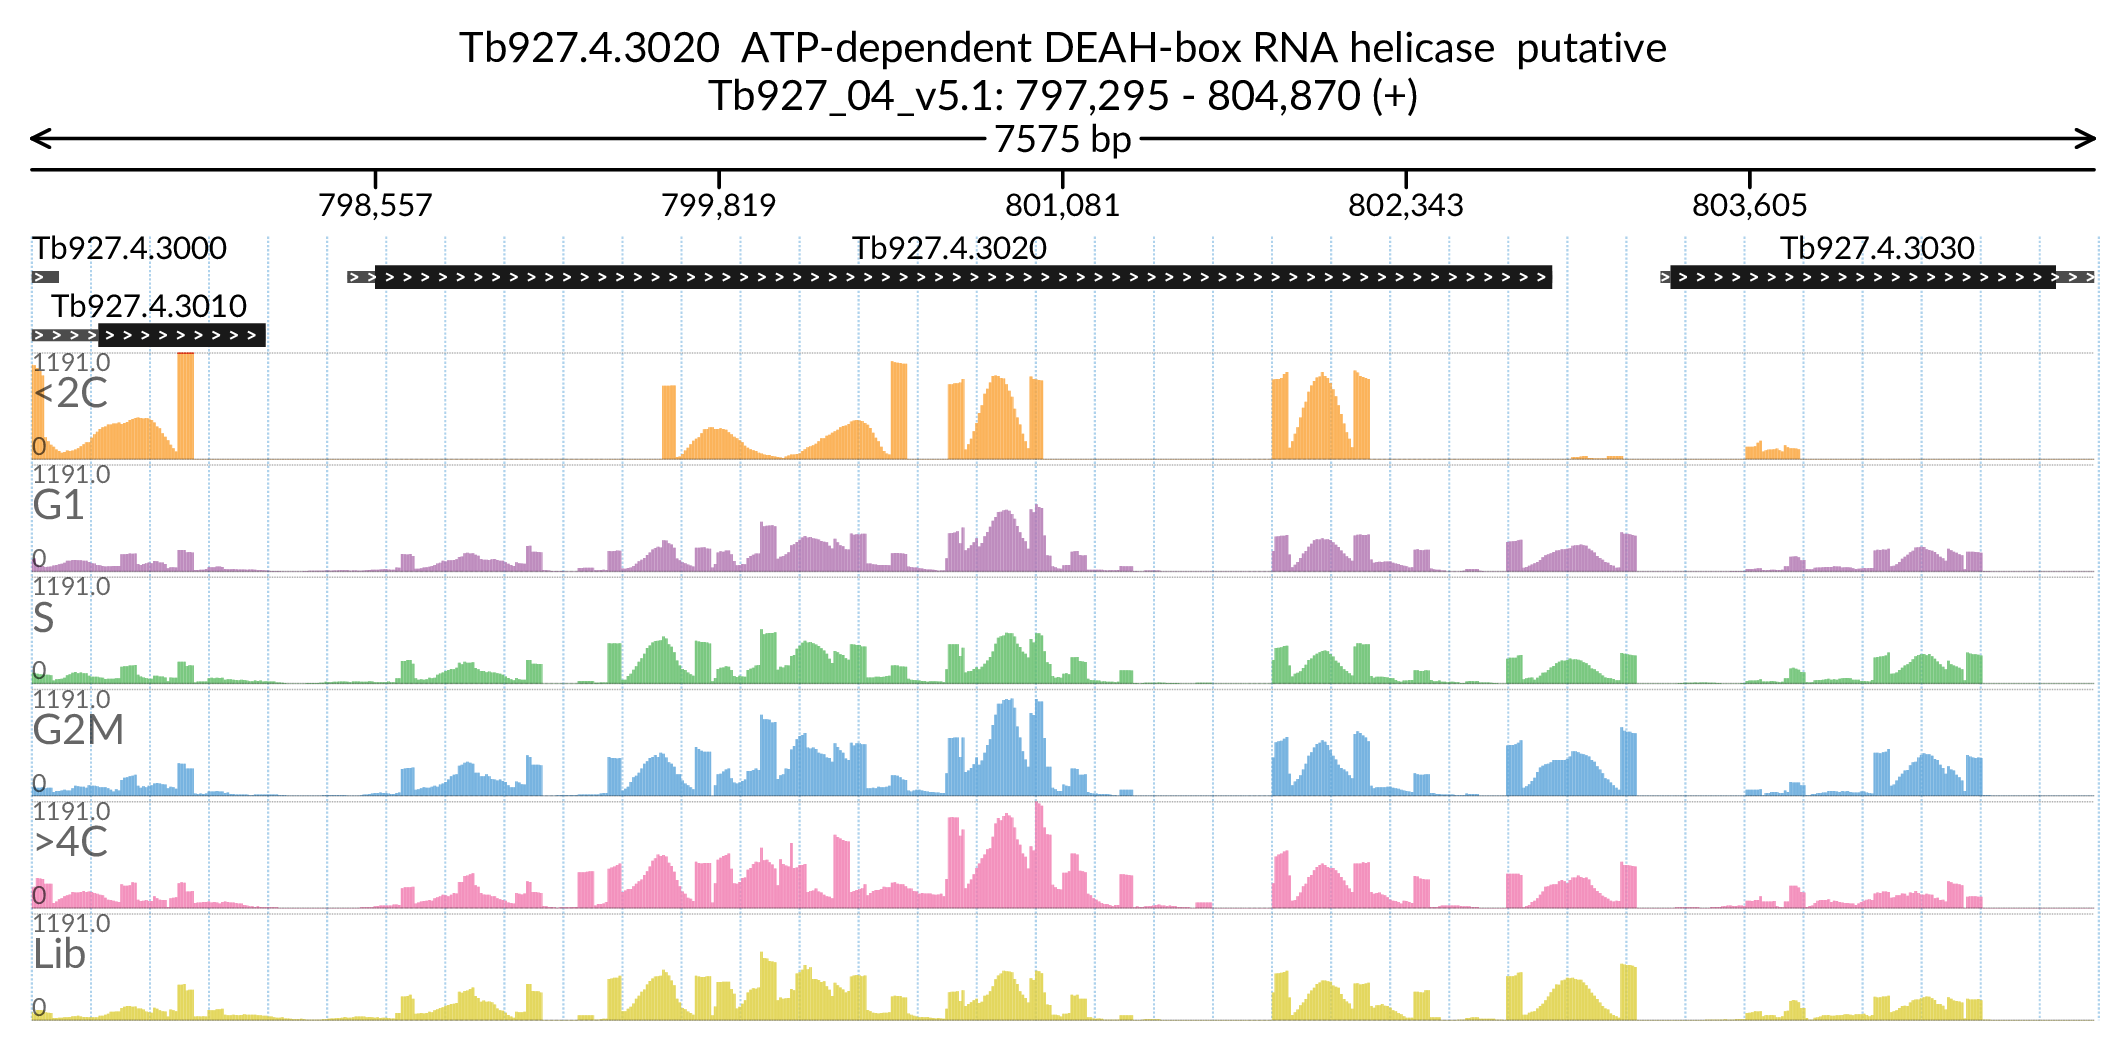 Tb927.4.3020 ATP-dependent DEAH-box RNA helicase putative
Tb927_04_v5.1: 797,295 - 804,870 (+)
7575 bp
798,557 799,819 801,081 802,343 803,605
Tb927.4.3000 Tb927.4.3020 Tb927.4.3030
Tb927.4.3010
1191.0
<2C
0
1191.0
G1
0
1191.0
S
0
1191.0
G2M
0
1191.0
>4C
0
1191.0
Lib
0